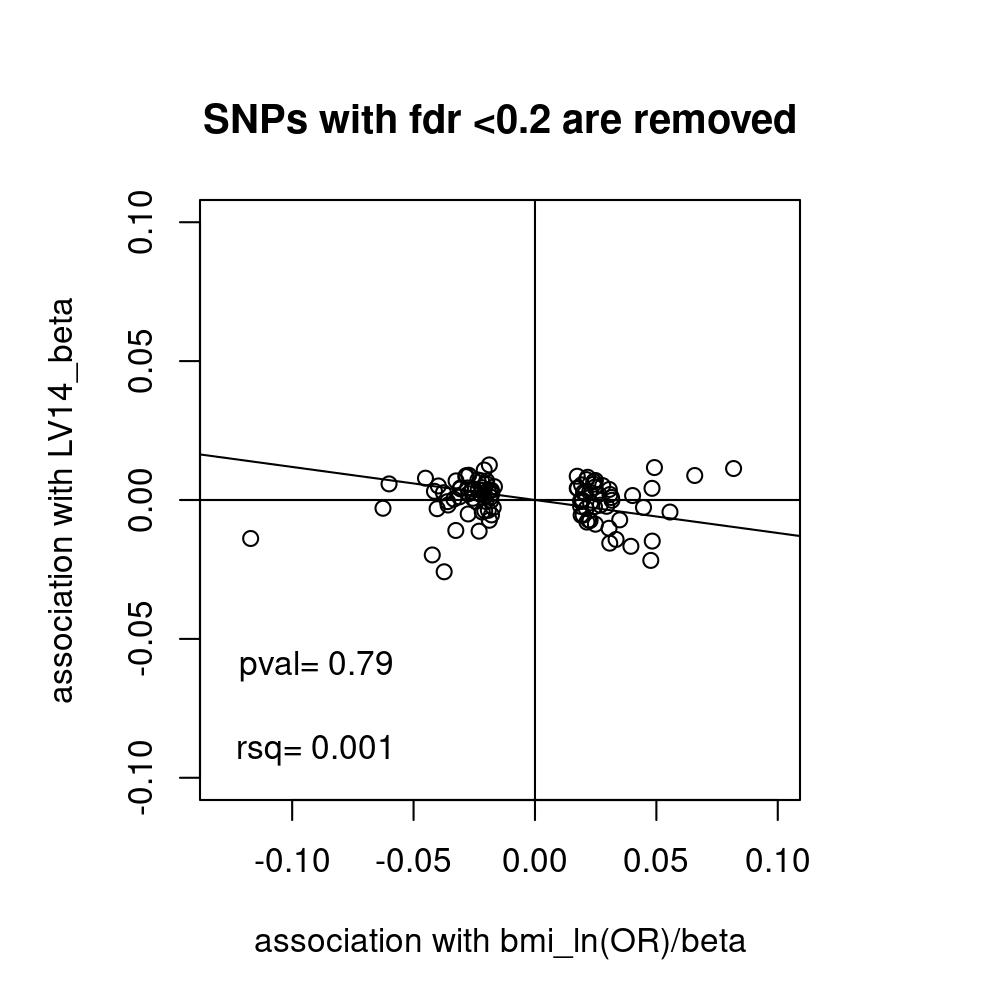 SNPs with fdr <0.2 are removed
0.10
0.05
0.00
-0.05
-0.10
association with LV14_beta
pval= 0.79
rsq= 0.001
-0.10 -0.05 0.00 0.05 0.10
association with bmi_ln(OR)/beta